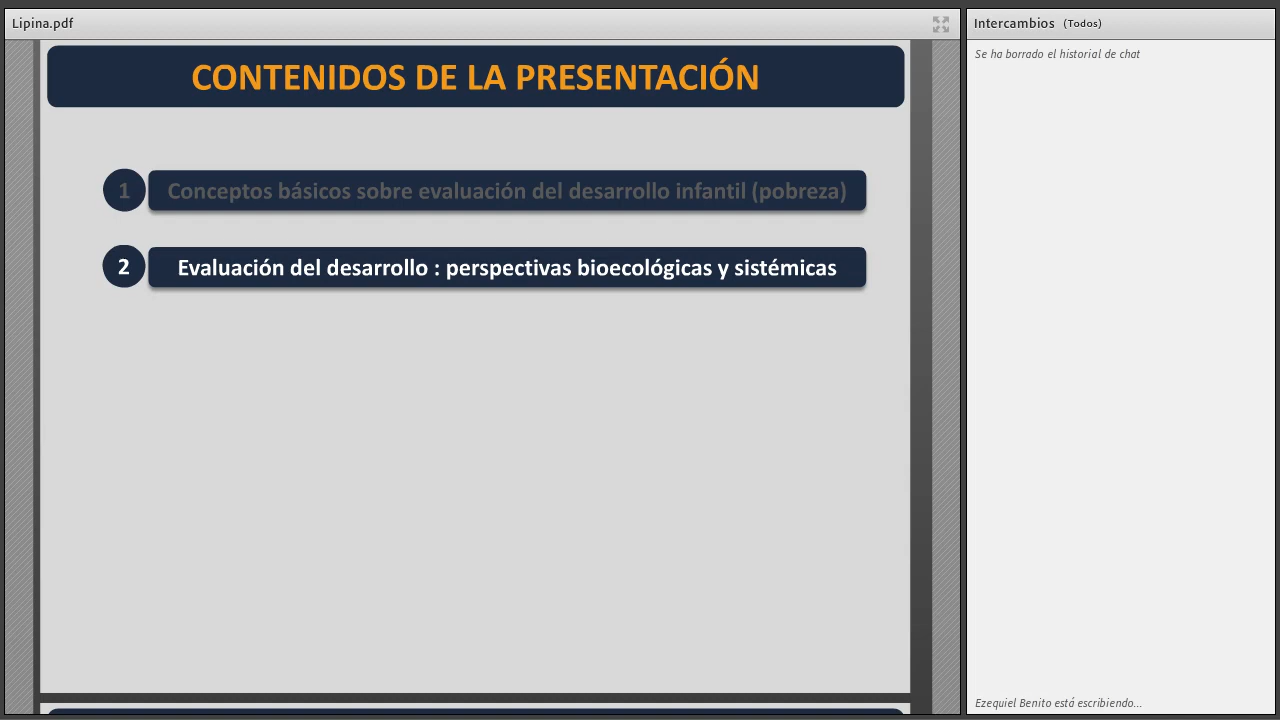 Lipina.pdf
CONTENIDOS DE LA PRESENTACIÓN
1
Conceptos básicos sobre evaluación del desarrollo infantil (pobreza)
2
Evaluación del desarrollo : perspectivas bioecológicas y sistémicas
Intercambios (Todos)
Se ha borrado el historial de chat
Ezequiel Benito está escribiendo...